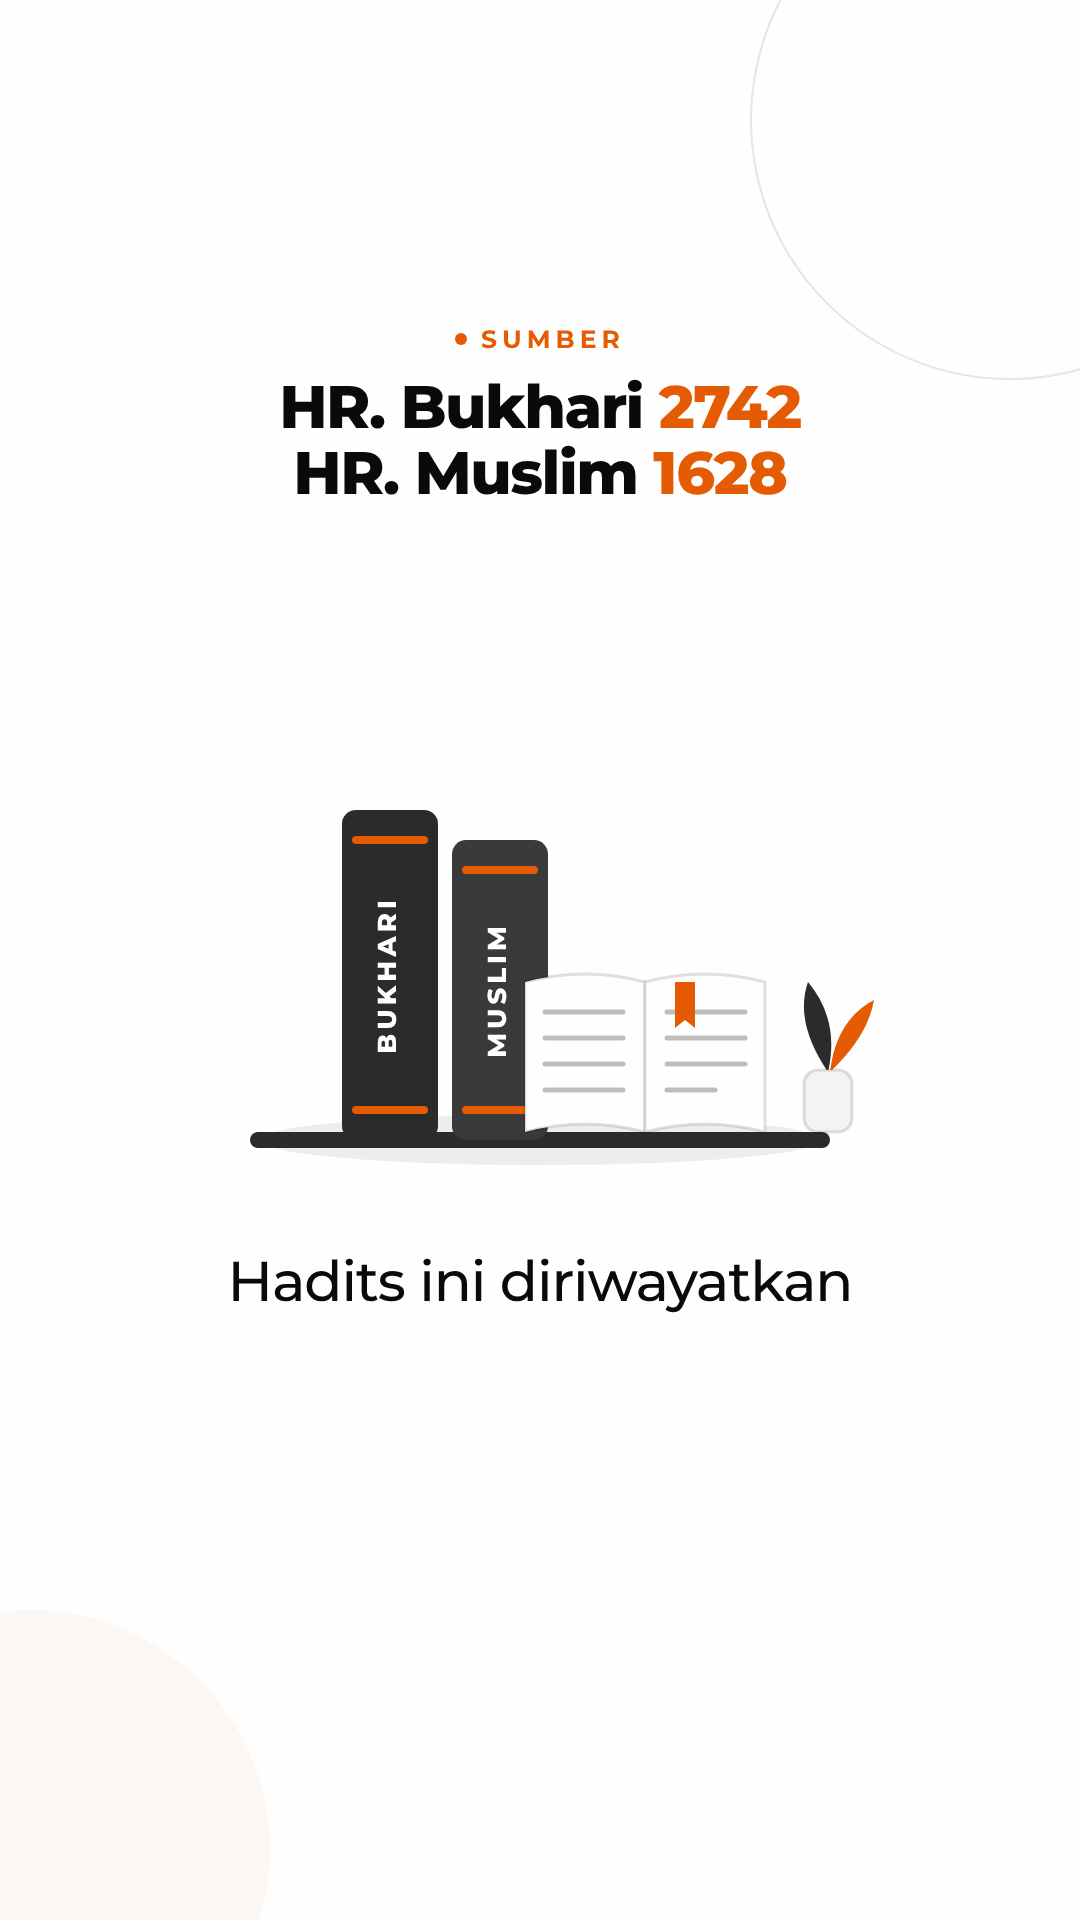 SUMBER
HR. Bukhari 2742
HR. Muslim 1628
BUKHARI
MUSLIM
Hadits ini diriwayatkan